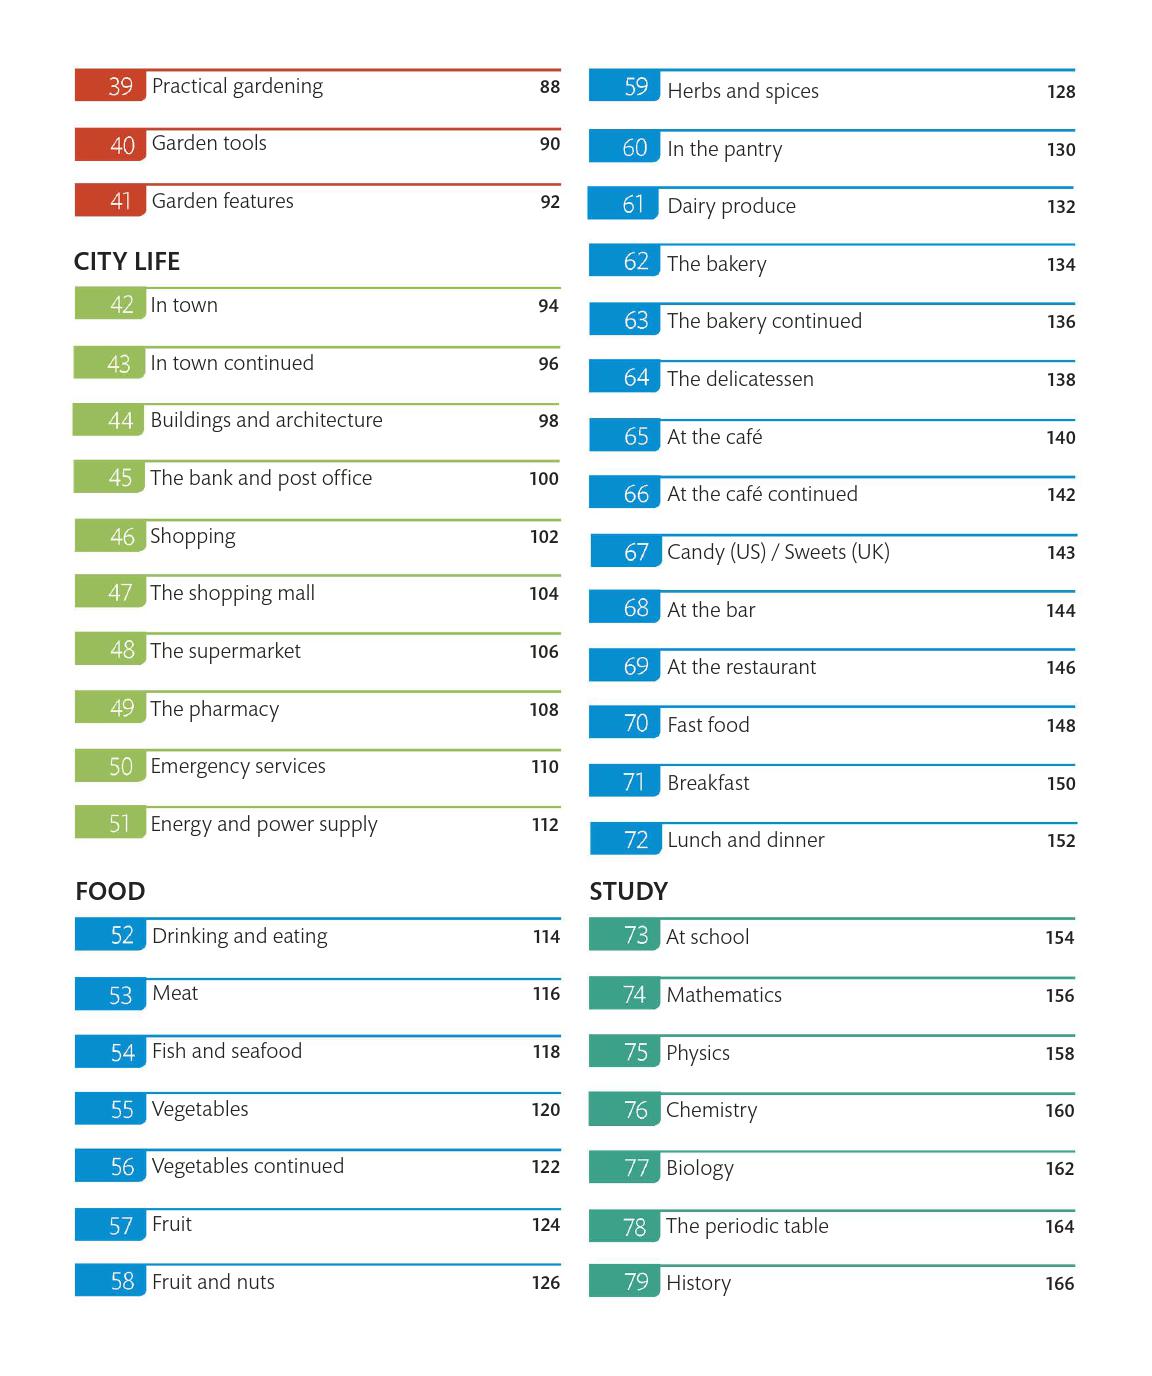 39 Practical gardening 88
40 Garden tools 90
41 Garden features 92
CITY LIFE
42 In town 94
43 In town continued 96
44 Buildings and architecture 98
45 The bank and post office 100
46 Shopping 102
47 The shopping mall 104
48 The supermarket 106
49 The pharmacy 108
50 Emergency services 110
51 Energy and power supply 112
FOOD
52 Drinking and eating 114
53 Meat 116
54 Fish and seafood 118
55 Vegetables 120
56 Vegetables continued 122
57 Fruit 124
58 Fruit and nuts 126
59 Herbs and spices 128
60 In the pantry 130
61 Dairy produce 132
62 The bakery 134
63 The bakery continued 136
64 The delicatessen 138
65 At the café 140
66 At the café continued 142
67 Candy (US) / Sweets (UK) 143
68 At the bar 144
69 At the restaurant 146
70 Fast food 148
71 Breakfast 150
72 Lunch and dinner 152
STUDY
73 At school 154
74 Mathematics 156
75 Physics 158
76 Chemistry 160
77 Biology 162
78 The periodic table 164
79 History 166